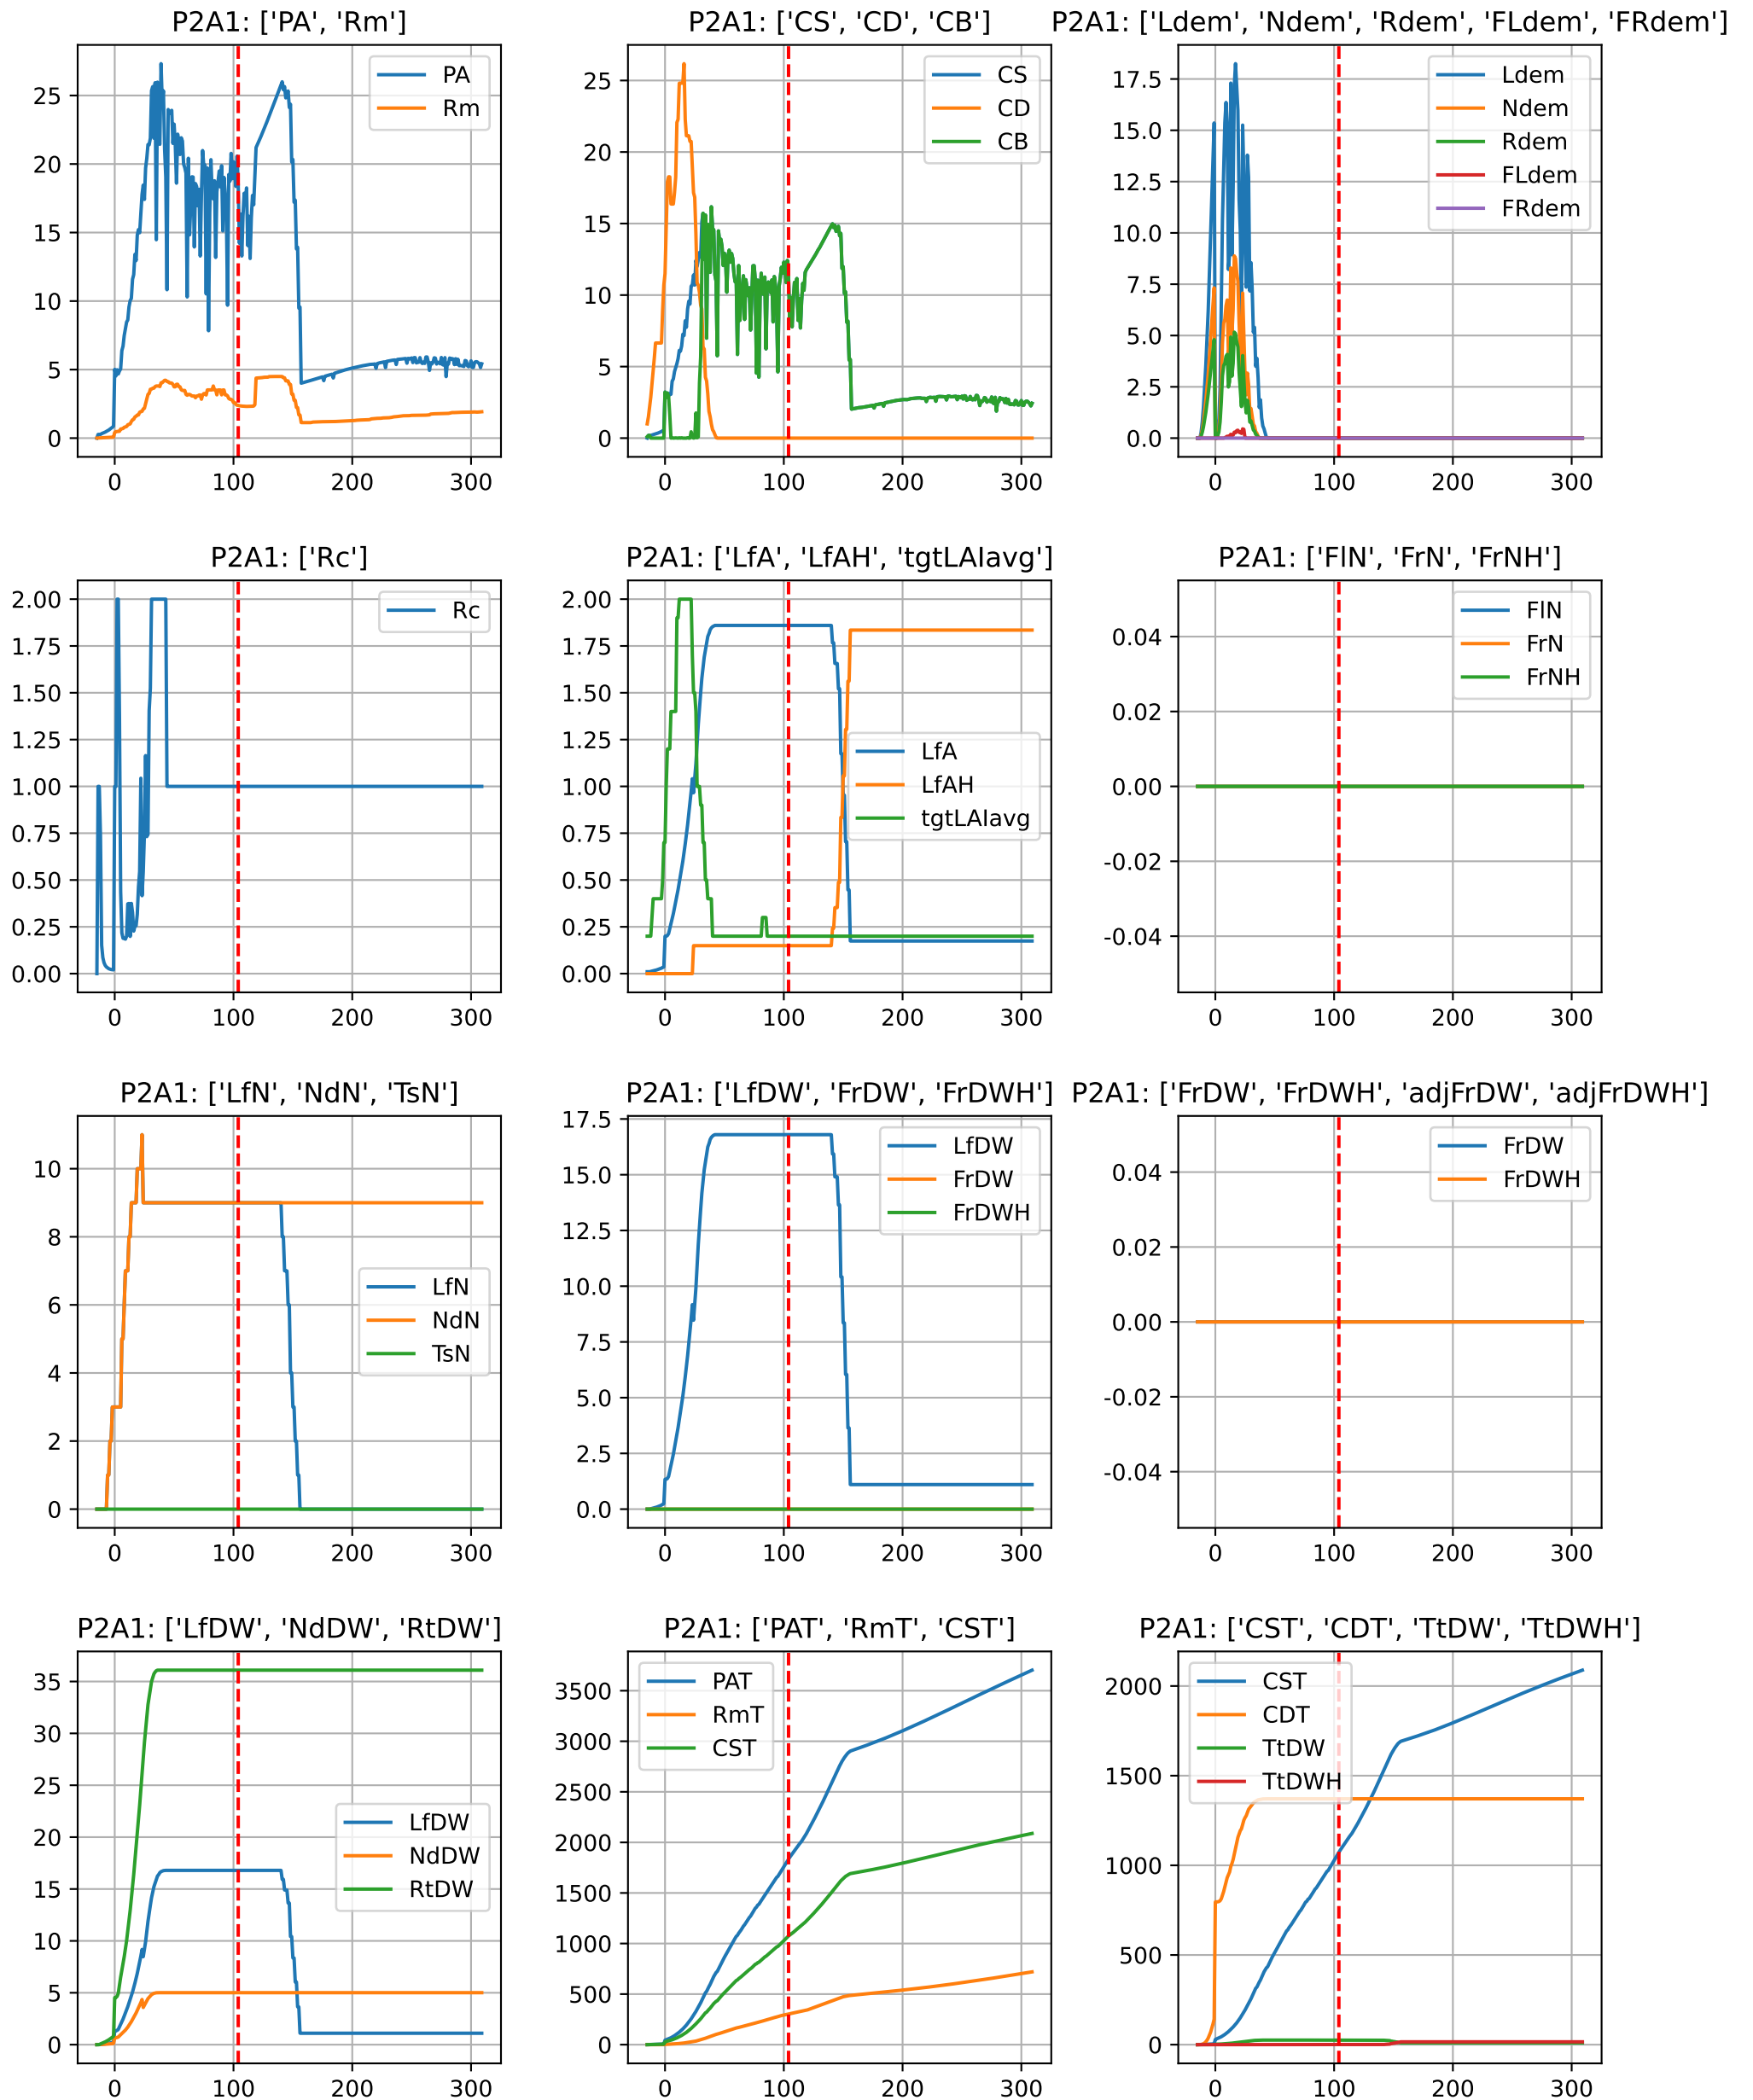 P2A1: ['PA', 'Rm']
25
20
15
10
5
0
0 100 200 300
PA
Rm
P2A1: ['CS', 'CD', 'CB']
25
20
15
10
5
0
0 100 200 300
CS
CD
CB
P2A1: ['Ldem', 'Ndem', 'Rdem', 'FLdem', 'FRdem']
17.5
15.0
12.5
10.0
7.5
5.0
2.5
0.0
0 100 200 300
Ldem
Ndem
Rdem
FLdem
FRdem
P2A1: ['Rc']
2.00
1.75
1.50
1.25
1.00
0.75
0.50
0.25
0.00
0 100 200 300
Rc
P2A1: ['LfA', 'LfAH', 'tgtLAIavg']
2.00
1.75
1.50
1.25
1.00
0.75
0.50
0.25
0.00
0 100 200 300
LfA
LfAH
tgtLAIavg
P2A1: ['FlN', 'FrN', 'FrNH']
0.04
0.02
0.00
-0.02
-0.04
0 100 200 300
FlN
FrN
FrNH
P2A1: ['LfN', 'NdN', 'TsN']
10
8
6
4
2
0
0 100 200 300
LfN
NdN
TsN
P2A1: ['LfDW', 'FrDW', 'FrDWH']
17.5
15.0
12.5
10.0
7.5
5.0
2.5
0.0
0 100 200 300
LfDW
FrDW
FrDWH
P2A1: ['FrDW', 'FrDWH', 'adjFrDW', 'adjFrDWH']
0.04
0.02
0.00
-0.02
-0.04
0 100 200 300
FrDW
FrDWH
P2A1: ['LfDW', 'NdDW', 'RtDW']
35
30
25
20
15
10
5
0
0 100 200 300
LfDW
NdDW
RtDW
P2A1: ['PAT', 'RmT', 'CST']
3500
3000
2500
2000
1500
1000
500
0
0 100 200 300
PAT
RmT
CST
P2A1: ['CST', 'CDT', 'TtDW', 'TtDWH']
2000
1500
1000
500
0
0 100 200 300
CST
CDT
TtDW
TtDWH